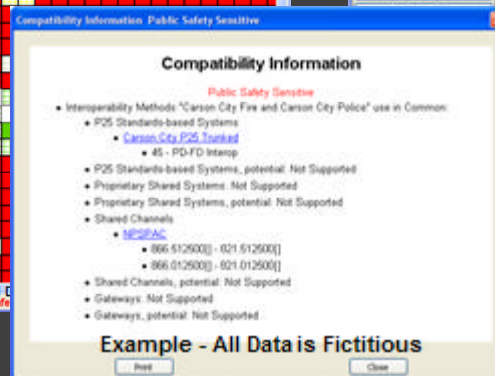 Compatibility Information Public Safety Sensitive
Compatibility Information
Public Safety Sensitive
• Interoperability Methods "Carson City Fire and Carson City Police" use in Common:
• P25 Standards-based Systems
• Carson City P25 Trunked
• 45 - PD-FD Interop
• P25 Standards-based Systems, potential: Not Supported
• Proprietary Shared Systems: Not Supported
• Proprietary Shared Systems, potential: Not Supported
• Shared Channels
• NPSPAC
• 866.512500[] - 821.512500[]
• 866.012500[] - 821.012500[]
• Shared Channels, potential: Not Supported
• Gateways: Not Supported
• Gateways, potential: Not Supported
Example - All Data is Fictitious
Print
Close